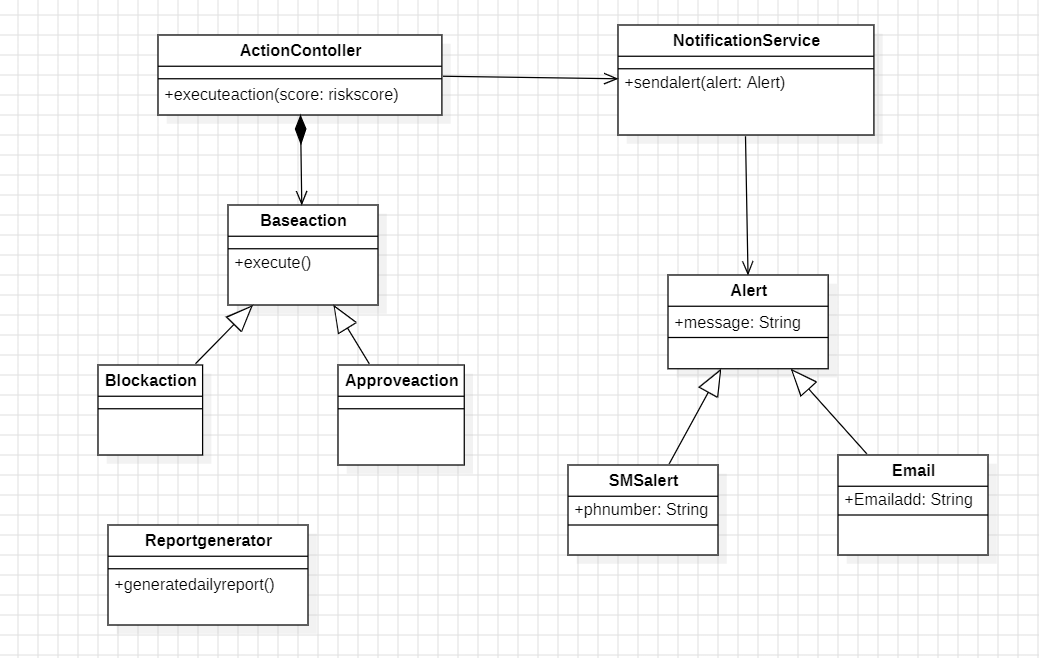 ActionContoller
+executeaction(score: riskscore)
NotificationService
+sendalert(alert: Alert)
Baseaction
+execute()
Alert
+message: String
Blockaction
Approveaction
SMSalert
+phnumber: String
Email
+Emailadd: String
Reportgenerator
+generatedailyreport()